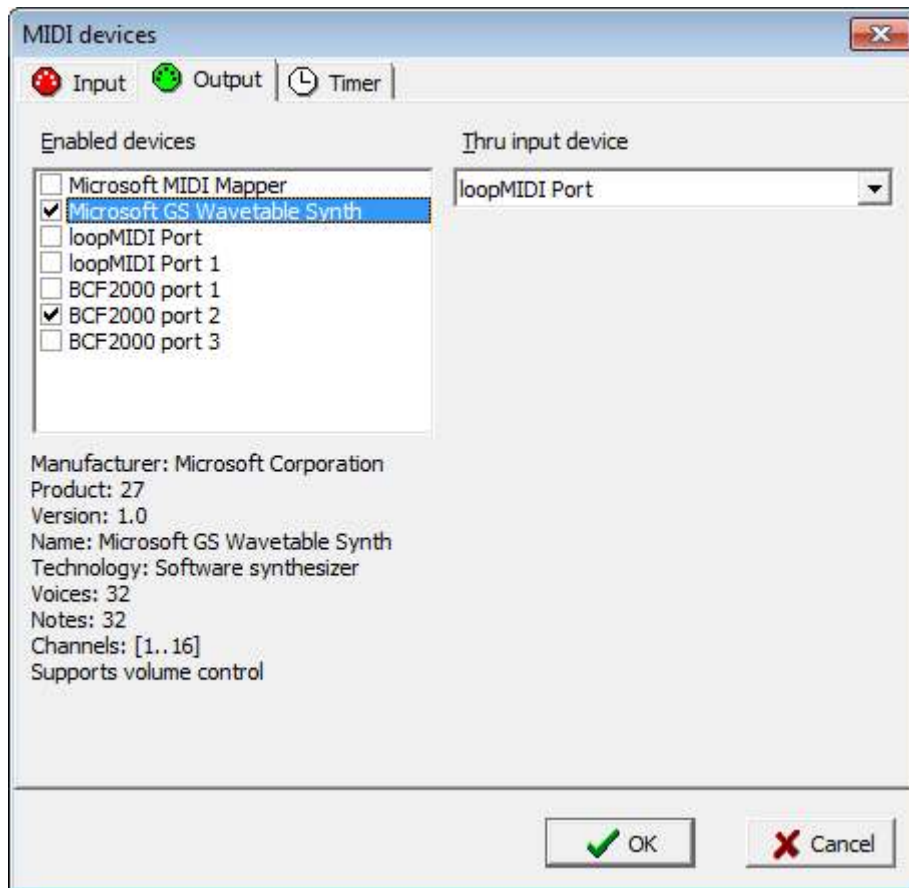 MIDI devices
Input
Output
Timer
Enabled devices
Microsoft MIDI Mapper
Microsoft GS Wavetable Synth
loopMIDI Port
loopMIDI Port 1
BCF2000 port 1
BCF2000 port 2
BCF2000 port 3
Thru input device
loopMIDI Port
Manufacturer: Microsoft Corporation
Product: 27
Version: 1.0
Name: Microsoft GS Wavetable Synth
Technology: Software synthesizer
Voices: 32
Notes: 32
Channels: [1..16]
Supports volume control
OK
Cancel